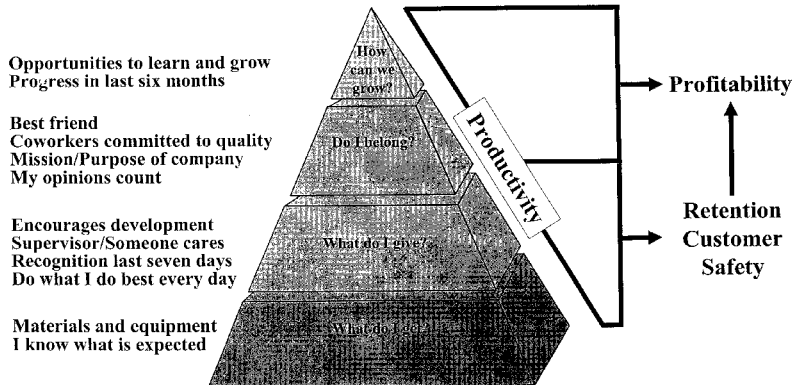 Opportunities to learn and grow
Progress in last six months
How
can we
grow?
Best friend
Coworkers committed to quality
Mission/Purpose of company
My opinions count
Do I belong?
Encourages development
Supervisor/Someone cares
Recognition last seven days
Do what I do best every day
What do I give?
Materials and equipment
I know what is expected
What do I get?
Productivity
Profitability
Retention
Customer
Safety